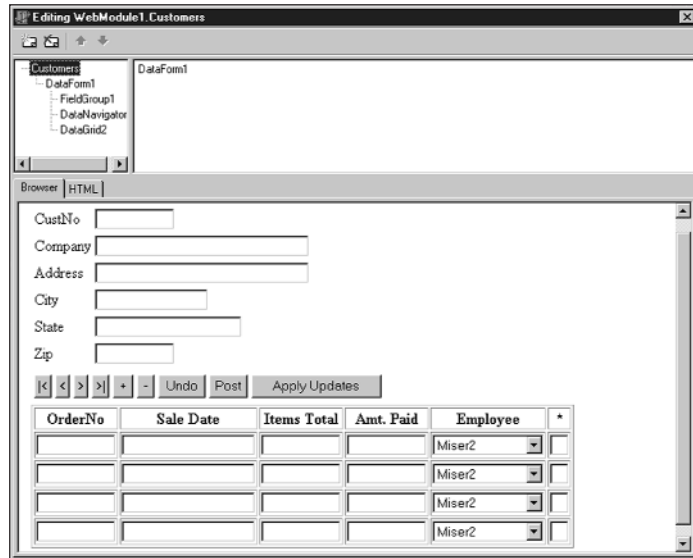 Editing WebModule1.Customers
Customers
DataForm1
FieldGroup1
DataNavigator
DataGrid2
DataForm1
Browser HTML
CustNo
Company
Address
City
State
Zip
|< < > >| + - Undo Post Apply Updates
OrderNo Sale Date Items Total Amt. Paid Employee *
Miser2
Miser2
Miser2
Miser2